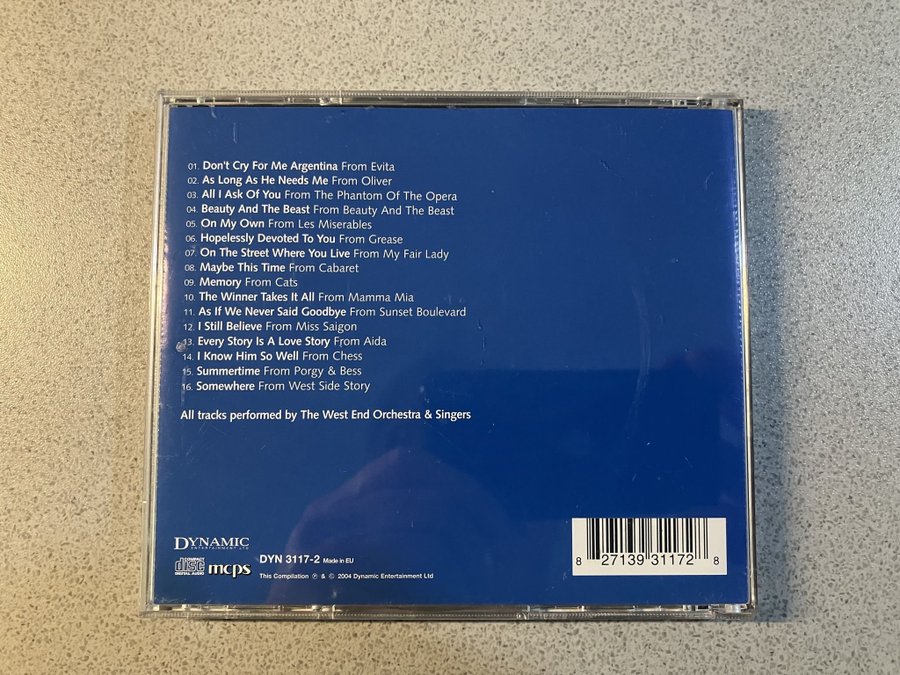 01. Don't Cry For Me Argentina From Evita
02. As Long As He Needs Me From Oliver
03. All I Ask Of You From The Phantom Of The Opera
04. Beauty And The Beast From Beauty And The Beast
05. On My Own From Les Miserables
06. Hopelessly Devoted To You From Grease
07. On The Street Where You Live From My Fair Lady
08. Maybe This Time From Cabaret
09. Memory From Cats
10. The Winner Takes It All From Mamma Mia
11. As If We Never Said Goodbye From Sunset Boulevard
12. I Still Believe From Miss Saigon
13. Every Story Is A Love Story From Aida
14. I Know Him So Well From Chess
15. Summertime From Porgy & Bess
16. Somewhere From West Side Story
All tracks performed by The West End Orchestra & Singers
DYNAMIC
ENTERTAINMENT LTD
COMPACT
disc
DIGITAL AUDIO
mcps
DYN 3117-2 Made in EU
This Compilation ℗ & © 2004 Dynamic Entertainment Ltd
8 27139 31172 8